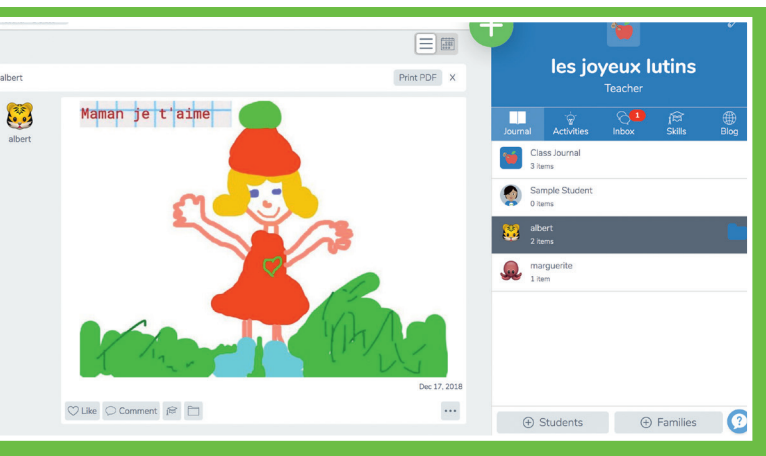 albert
Print PDF X
albert
Maman je t'aime
Dec 17, 2018
Like
Comment
...
les joyeux lutins
Teacher
Journal
Activities
Inbox
1
Skills
Blog
Class Journal
3 items
Sample Student
0 items
albert
2 items
marguerite
1 item
Students
Families
?